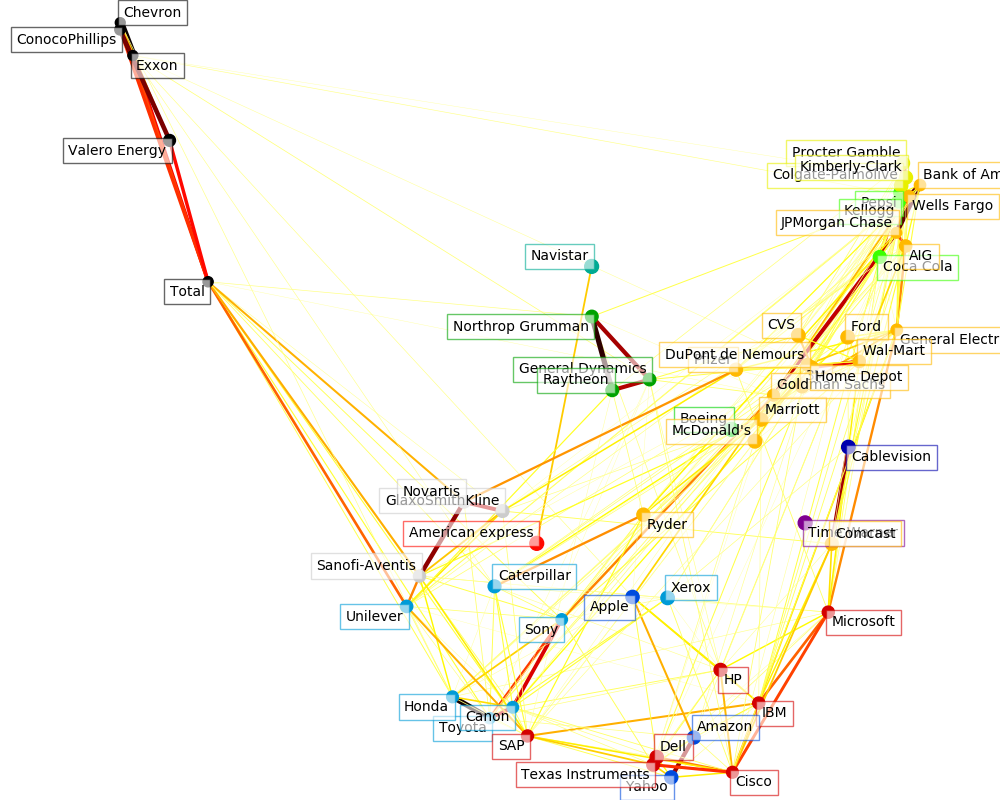 Chevron
ConocoPhillips
Exxon
Valero Energy
Procter Gamble
Kimberly-Clark
Colgate-Palmolive
Bank of Am
Pepsi
Wells Fargo
Kellogg
JPMorgan Chase
AIG
Navistar
Coca Cola
Total
CVS
Ford
Northrop Grumman
General Electr
DuPont de Nemours
Wal-Mart
Pfizer
General Dynamics
Home Depot
Raytheon
Gold
man Sachs
Marriott
Boeing
McDonald's
Cablevision
Novartis
GlaxoSmithKline
Ryder
American express
Time Warner
Comcast
Sanofi-Aventis
Caterpillar
Xerox
Apple
Unilever
Microsoft
Sony
HP
Honda
Canon
IBM
Toyota
Amazon
SAP
Dell
Texas Instruments
Cisco
Yahoo